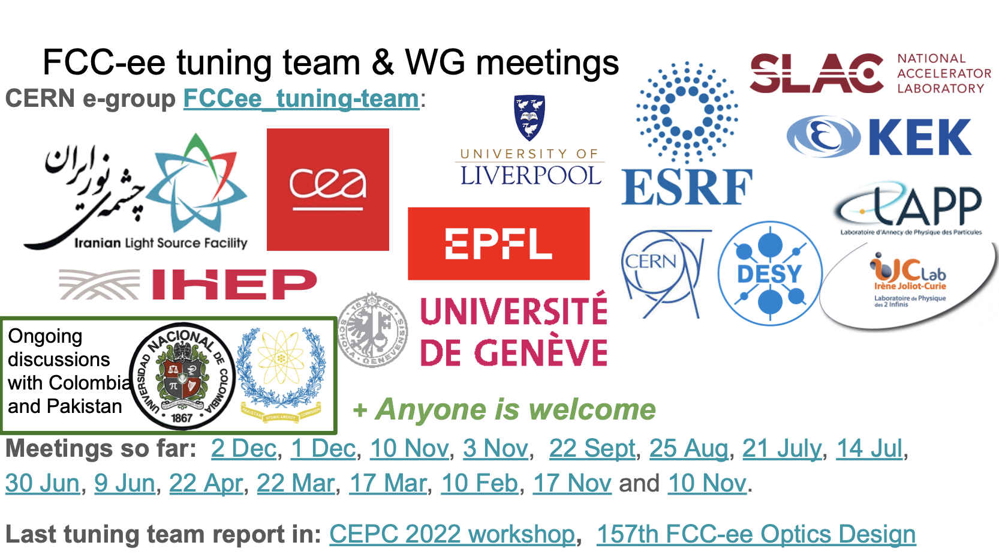 FCC-ee tuning team & WG meetings
CERN e-group FCCee_tuning-team:
چشمه‌ی نور ایران
Iranian Light Source Facility
cea
UNIVERSITY OF
LIVERPOOL
ESRF
SLAC
NATIONAL
ACCELERATOR
LABORATORY
KEK
EPFL
LAPP
Laboratoire d'Annecy de Physique des Particules
CERN
DESY
IJCLab
Irène Joliot-Curie
Laboratoire de Physique
des 2 Infinis
IHEP
SCHOLA GENEVENSIS
1559
UNIVERSITÉ
DE GENÈVE
Ongoing
discussions
with Colombia
and Pakistan
UNIVERSIDAD NACIONAL DE COLOMBIA
· 1867 ·
PAKISTAN ATOMIC ENERGY COMMISSION
+ Anyone is welcome
Meetings so far: 2 Dec, 1 Dec, 10 Nov, 3 Nov, 22 Sept, 25 Aug, 21 July, 14 Jul,
30 Jun, 9 Jun, 22 Apr, 22 Mar, 17 Mar, 10 Feb, 17 Nov and 10 Nov.
Last tuning team report in: CEPC 2022 workshop, 157th FCC-ee Optics Design